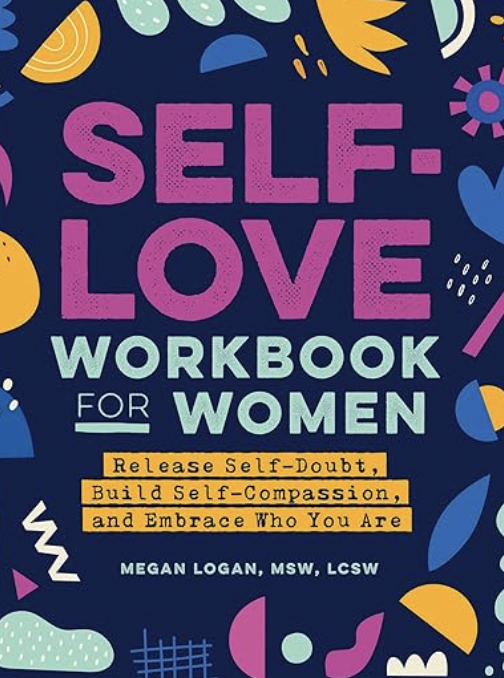 SELF-
LOVE
WORKBOOK
FOR WOMEN
Release Self-Doubt,
Build Self-Compassion,
and Embrace Who You Are
MEGAN LOGAN, MSW, LCSW